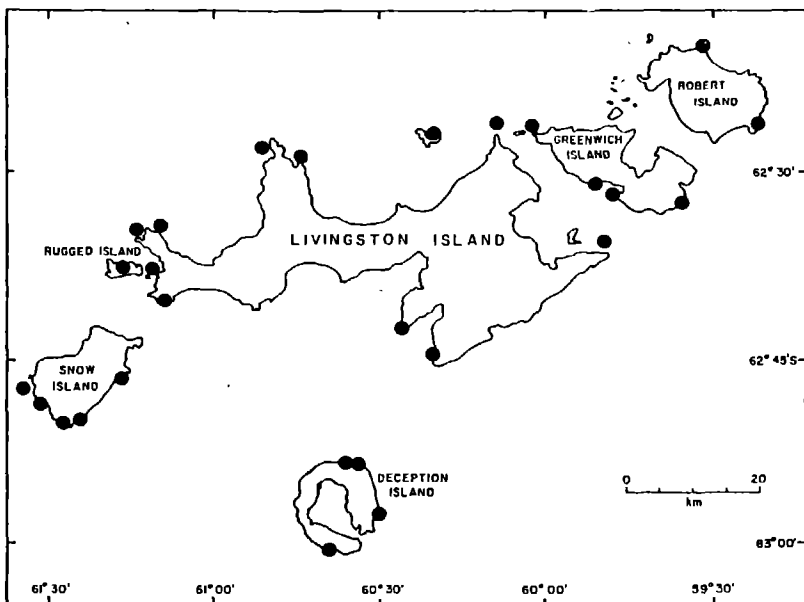 ROBERT
ISLAND
GREENWICH
ISLAND
62° 30'
LIVINGSTON ISLAND
RUGGED ISLAND
62° 45'S
SNOW
ISLAND
DECEPTION
ISLAND
0 20
km
63° 00'
61° 30' 61° 00' 60° 30' 60° 00' 59° 30'